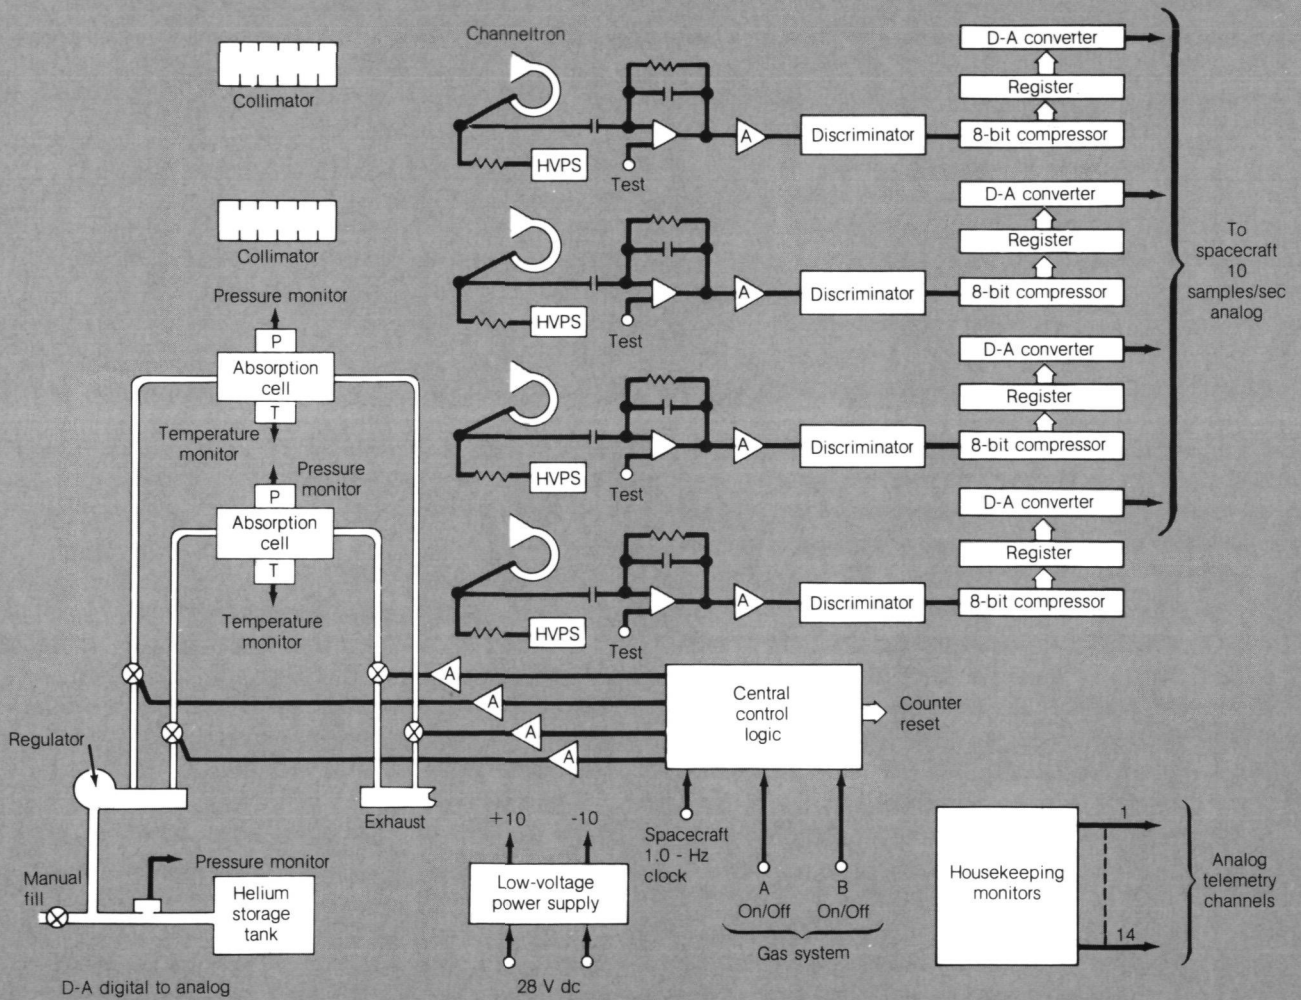 Channeltron
D-A converter
Register
8-bit compressor
Collimator
A
Discriminator
HVPS
Test
D-A converter
Register
8-bit compressor
Collimator
A
Discriminator
HVPS
Test
To
spacecraft
10
samples/sec
analog
Pressure monitor
P
Absorption
cell
T
Temperature
monitor
D-A converter
Register
8-bit compressor
A
Discriminator
HVPS
Test
Pressure
monitor
P
Absorption
cell
T
Temperature
monitor
D-A converter
Register
8-bit compressor
A
Discriminator
HVPS
Test
A
A
A
A
Central
control
logic
Counter
reset
Regulator
Exhaust
Spacecraft
1.0 - Hz
clock
A
On/Off
B
On/Off
Gas system
+10
-10
Low-voltage
power supply
28 V dc
Pressure monitor
Manual
fill
Helium
storage
tank
Housekeeping
monitors
1
14
Analog
telemetry
channels
D-A digital to analog